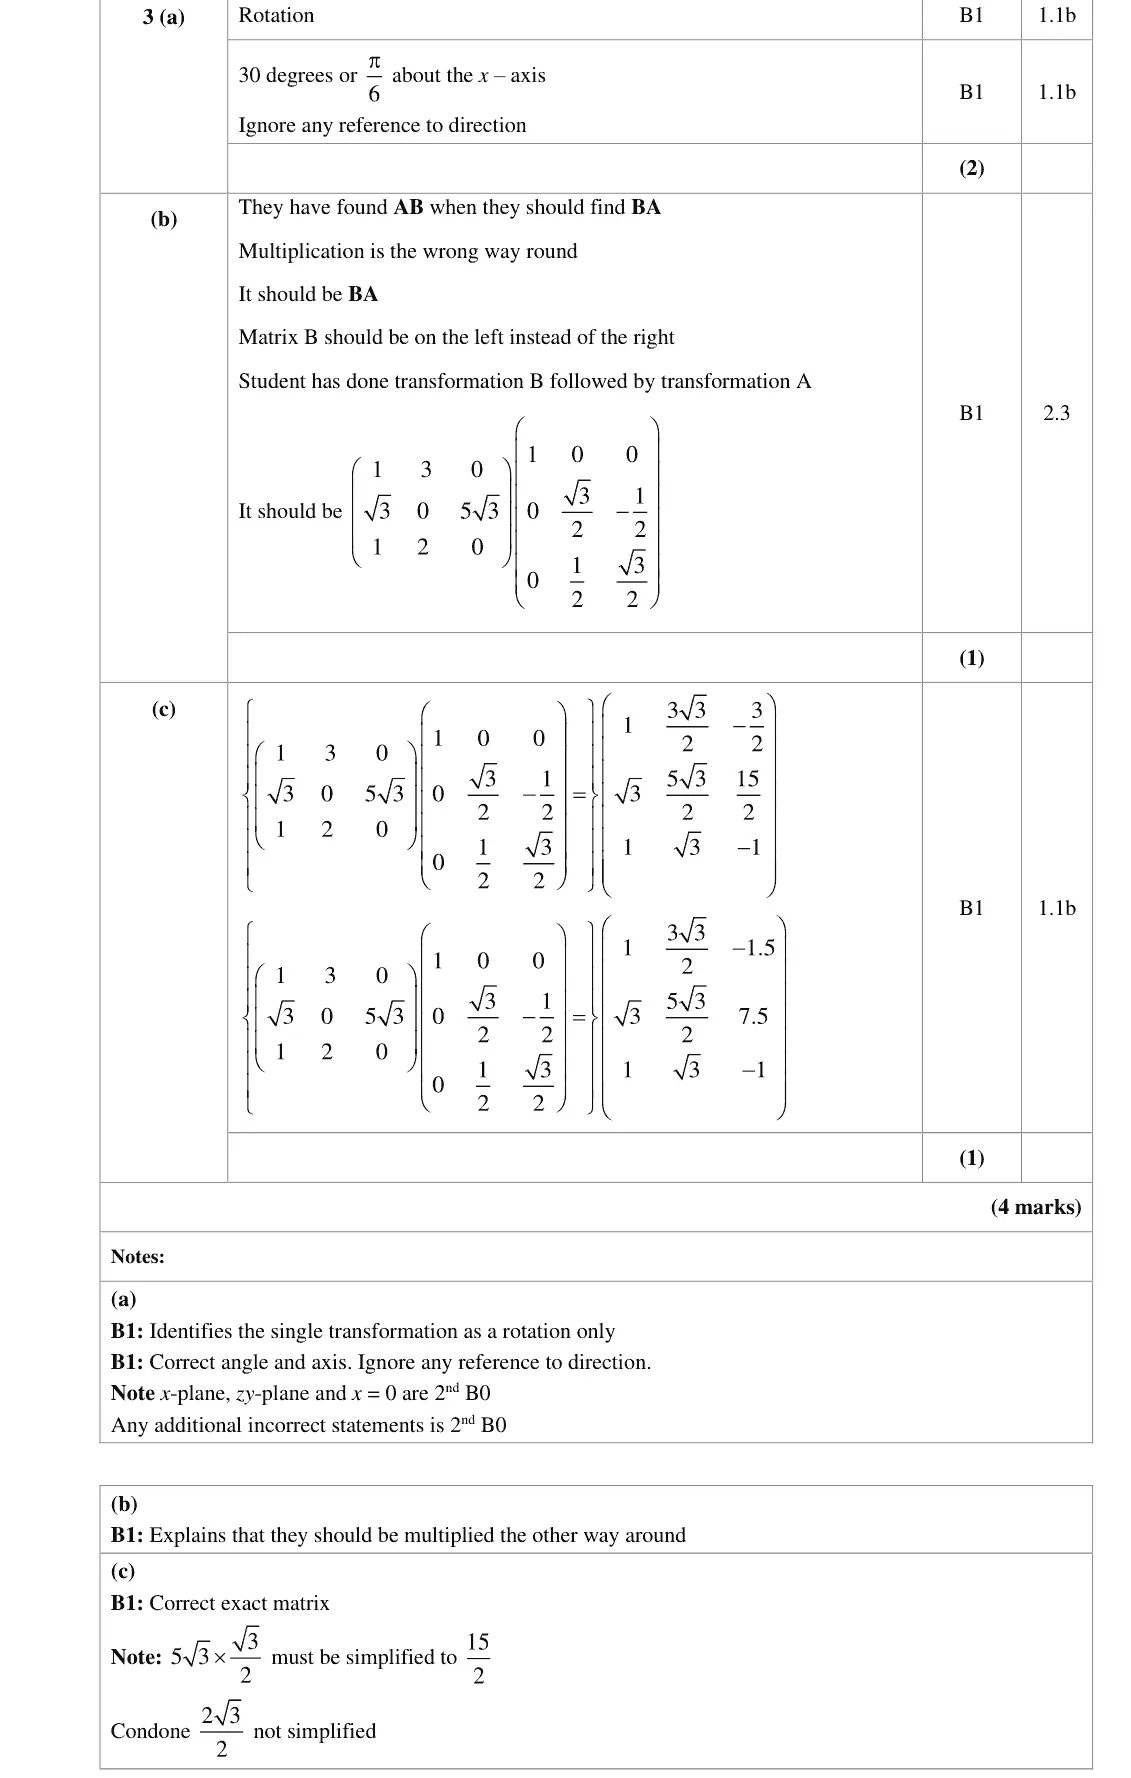 3 (a) Rotation B1 1.1b
30 degrees or π/6 about the x – axis
Ignore any reference to direction
B1 1.1b
(2)
(b) They have found AB when they should find BA
Multiplication is the wrong way round
It should be BA
Matrix B should be on the left instead of the right
Student has done transformation B followed by transformation A
B1 2.3
It should be
( 1 3 0 ) ( 1 0 0 )
( √3 0 5√3 ) ( 0 √3/2 −1/2 )
( 1 2 0 ) ( 0 1/2 √3/2 )
(1)
(c)
{ ( 1 3 0 ) ( 1 0 0 ) } ( 1 3√3/2 −3/2 )
{ ( √3 0 5√3 ) ( 0 √3/2 −1/2 ) = } ( √3 5√3/2 15/2 )
{ ( 1 2 0 ) ( 0 1/2 √3/2 ) } ( 1 √3 −1 )
B1 1.1b
{ ( 1 3 0 ) ( 1 0 0 ) } ( 1 3√3/2 −1.5 )
{ ( √3 0 5√3 ) ( 0 √3/2 −1/2 ) = } ( √3 5√3/2 7.5 )
{ ( 1 2 0 ) ( 0 1/2 √3/2 ) } ( 1 √3 −1 )
(1)
(4 marks)
Notes:
(a)
B1: Identifies the single transformation as a rotation only
B1: Correct angle and axis. Ignore any reference to direction.
Note x-plane, zy-plane and x = 0 are 2nd B0
Any additional incorrect statements is 2nd B0
(b)
B1: Explains that they should be multiplied the other way around
(c)
B1: Correct exact matrix
Note: 5√3 × √3/2 must be simplified to 15/2
Condone 2√3/2 not simplified